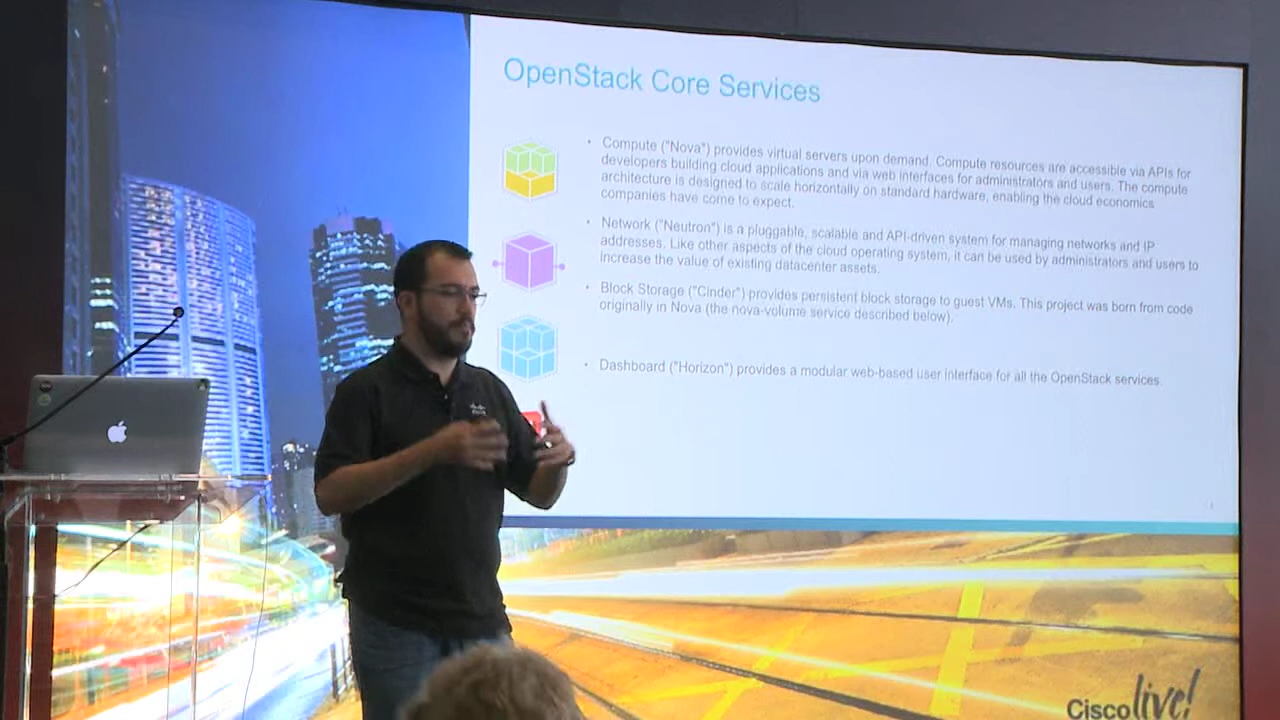 OpenStack Core Services
• Compute ("Nova") provides virtual servers upon demand. Compute resources are accessible via APIs for
developers building cloud applications and via web interfaces for administrators and users. The compute
architecture is designed to scale horizontally on standard hardware, enabling the cloud economics
companies have come to expect.
• Network ("Neutron") is a pluggable, scalable and API-driven system for managing networks and IP
addresses. Like other aspects of the cloud operating system, it can be used by administrators and users to
increase the value of existing datacenter assets.
• Block Storage ("Cinder") provides persistent block storage to guest VMs. This project was born from code
originally in Nova (the nova-volume service described below).
• Dashboard ("Horizon") provides a modular web-based user interface for all the OpenStack services.
Cisco live!